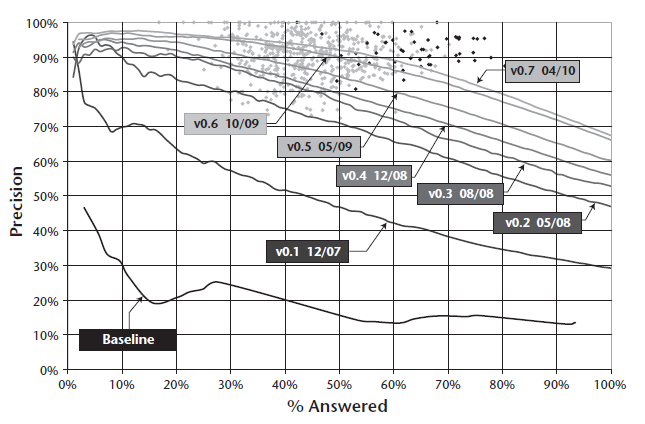 100%
90%
80%
70%
60%
50%
40%
30%
20%
10%
0%
Precision
v0.7 04/10
v0.6 10/09
v0.5 05/09
v0.4 12/08
v0.3 08/08
v0.2 05/08
v0.1 12/07
Baseline
0% 10% 20% 30% 40% 50% 60% 70% 80% 90% 100%
% Answered